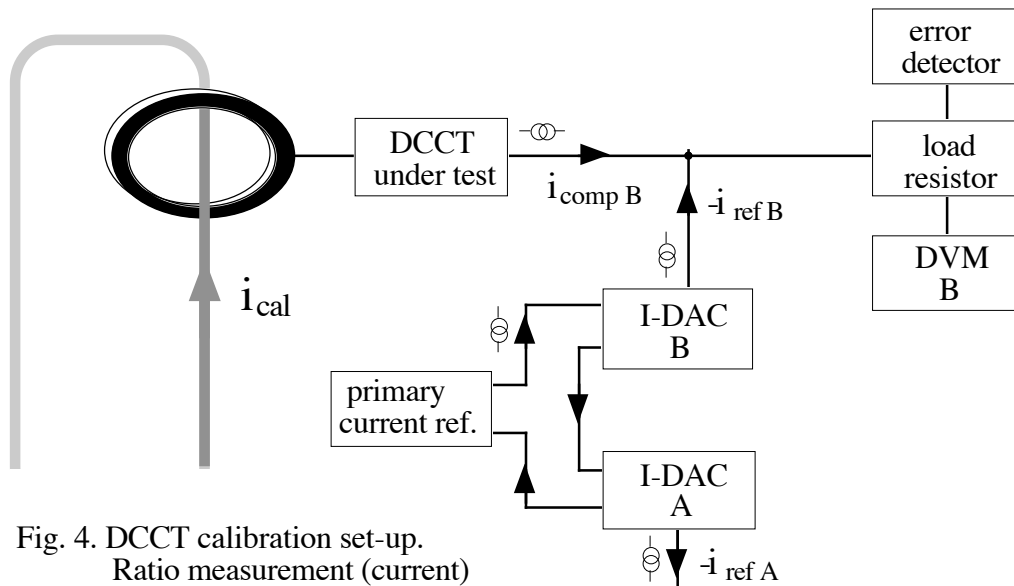 error
detector
DCCT
under test
load
resistor
i comp B
-i ref B
DVM
B
i cal
I-DAC
B
primary
current ref.
I-DAC
A
Fig. 4. DCCT calibration set-up.
Ratio measurement (current)
-i ref A